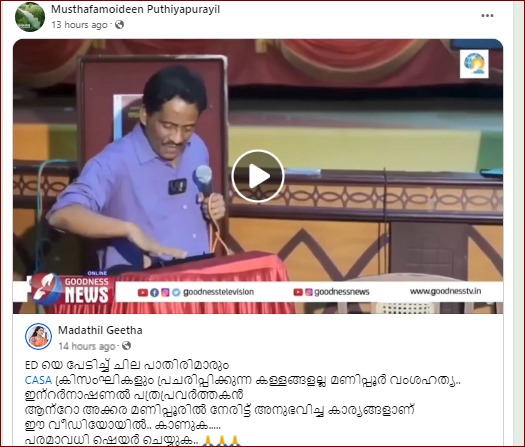 Musthafamoideen Puthiyapurayil
13 hours ago
ONLINE
GOODNESS
NEWS
goodnesstelevision
goodnessnews
www.goodnesstv.in
Madathil Geetha
14 hours ago
ED യെ പേടിച്ച് ചില പാതിരിമാരും
CASA ക്രിസംഘികളും പ്രചരിപ്പിക്കുന്ന കള്ളങ്ങളല്ല മണിപ്പൂർ വംശഹത്യ..
ഇന്റർനാഷണൽ പത്രപ്രവർത്തകൻ
ആന്റോ അക്കര മണിപ്പൂരിൽ നേരിട്ട് അനുഭവിച്ച കാര്യങ്ങളാണ്
ഈ വീഡിയോയിൽ.. കാണുക.....
പരമാവധി ഷെയർ ചെയ്യുക.. 🙏🙏🙏